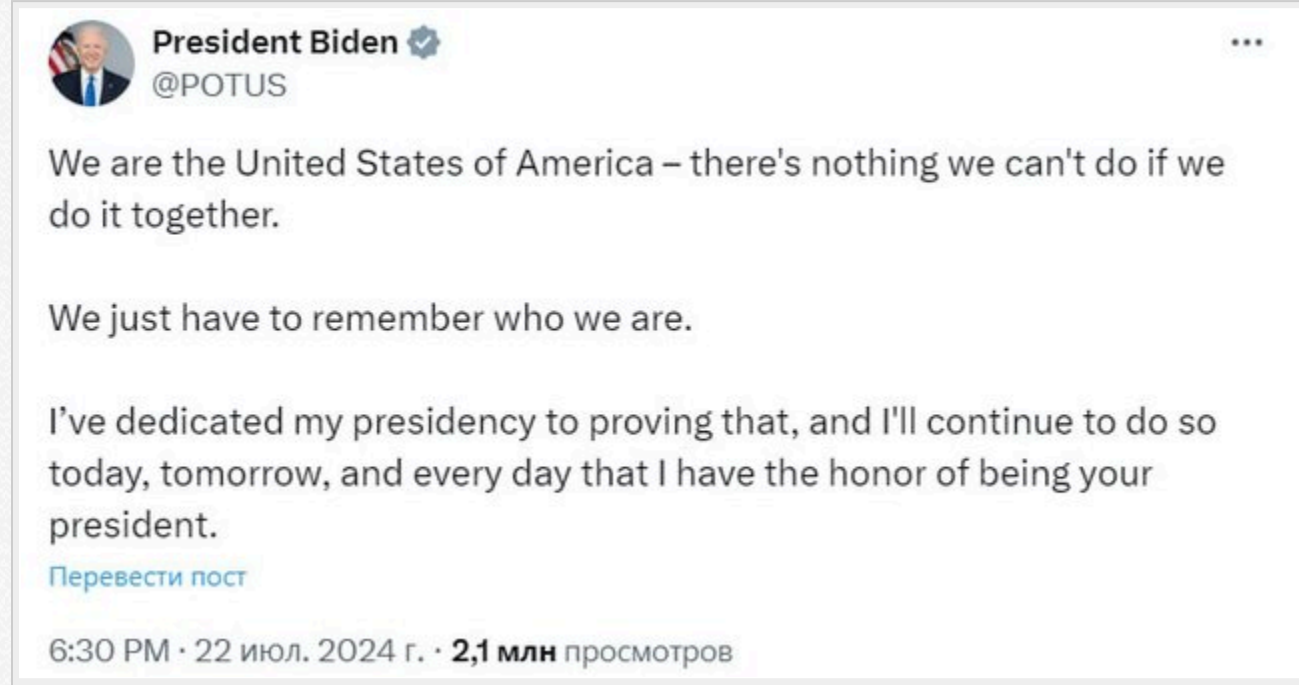 President Biden
@POTUS
We are the United States of America – there's nothing we can't do if we
do it together.
We just have to remember who we are.
I’ve dedicated my presidency to proving that, and I'll continue to do so
today, tomorrow, and every day that I have the honor of being your
president.
Перевести пост
6:30 PM · 22 июл. 2024 г. · 2,1 млн просмотров